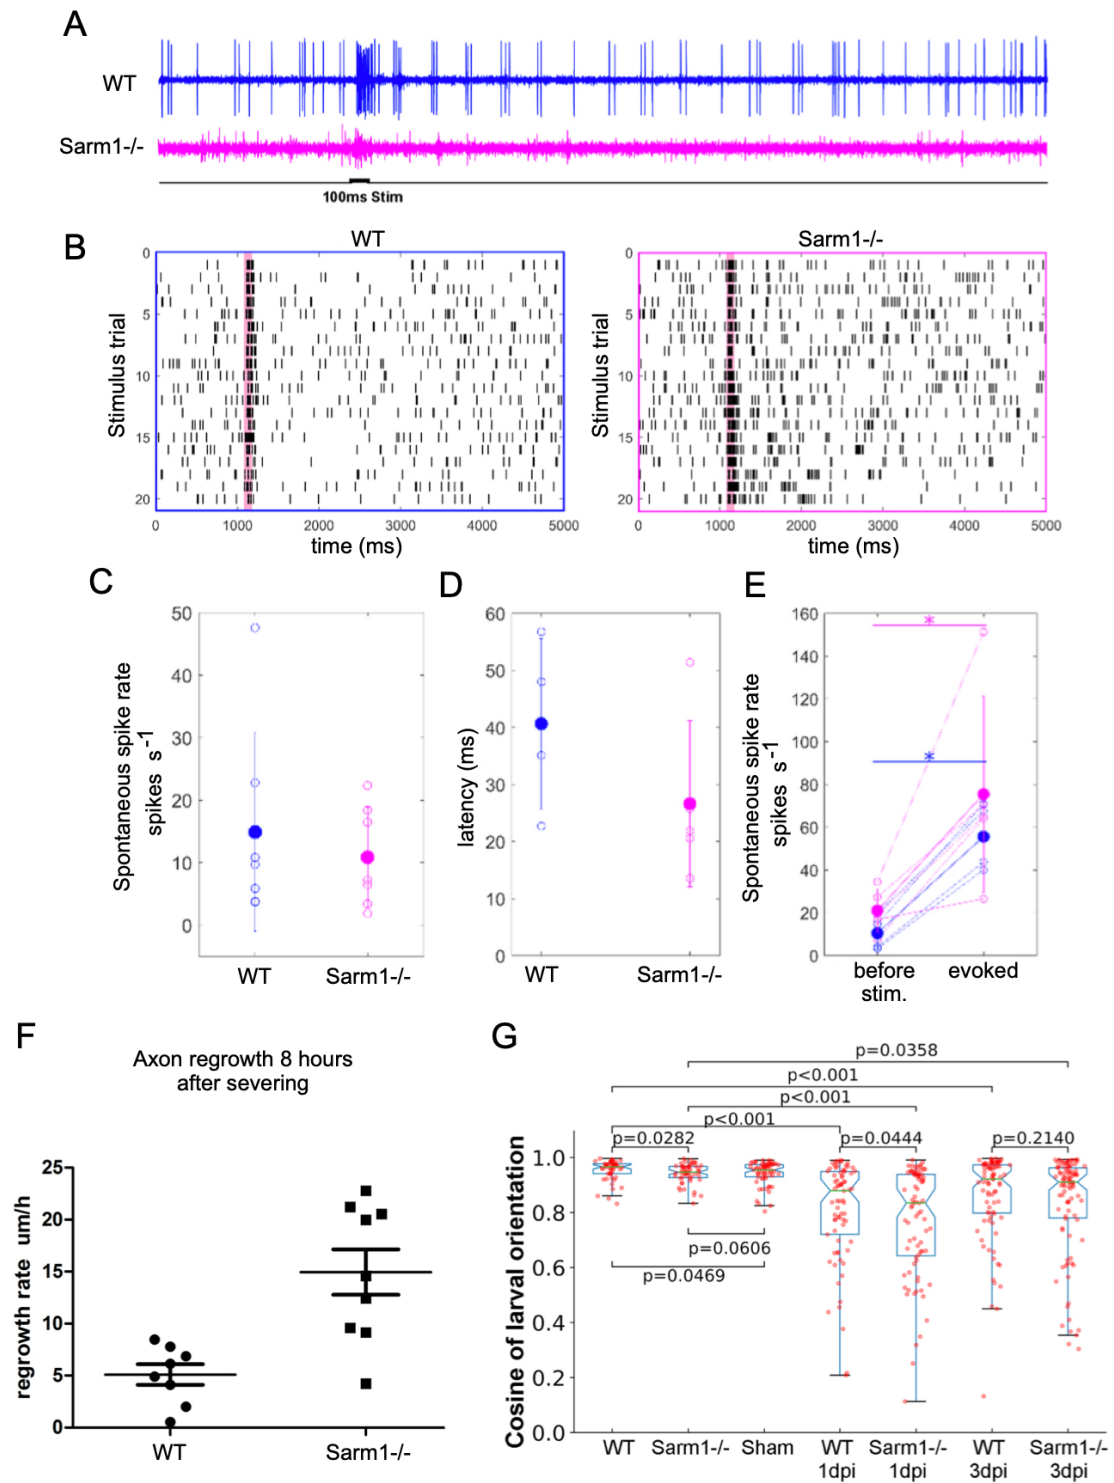 A
WT
Sarm1-/-
100ms Stim
B
WT
Sarm1-/-
Stimulus trial
0
5
10
15
20
0 1000 2000 3000 4000 5000
time (ms)
Stimulus trial
0
5
10
15
20
0 1000 2000 3000 4000 5000
time (ms)
C
Spontaneous spike rate
spikes s-1
50
40
30
20
10
0
WT Sarm1-/-
D
latency (ms)
60
50
40
30
20
10
0
WT Sarm1-/-
E
Spontaneous spike rate
spikes s-1
160
140
120
100
80
60
40
20
0
*
*
before
stim.
evoked
F
Axon regrowth 8 hours
after severing
regrowth rate um/h
25
20
15
10
5
0
WT Sarm1-/-
G
p=0.0358
p<0.001
p<0.001
p<0.001
p=0.0282 p=0.0444 p=0.2140
p=0.0606
p=0.0469
Cosine of larval orientation
1.0
0.8
0.6
0.4
0.2
0.0
WT Sarm1-/- Sham WT Sarm1-/- WT Sarm1-/-
1dpi 1dpi 3dpi 3dpi